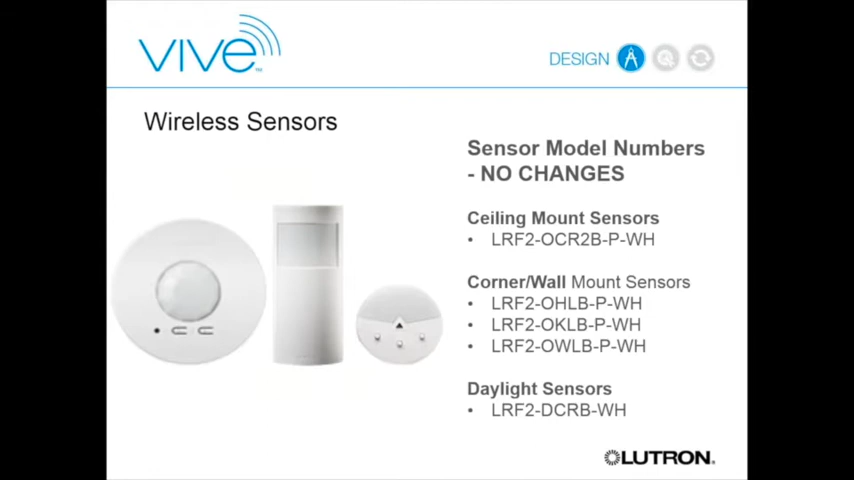 VIVE™
DESIGN
Wireless Sensors
Sensor Model Numbers
- NO CHANGES
Ceiling Mount Sensors
• LRF2-OCR2B-P-WH
Corner/Wall Mount Sensors
• LRF2-OHLB-P-WH
• LRF2-OKLB-P-WH
• LRF2-OWLB-P-WH
Daylight Sensors
• LRF2-DCRB-WH
LUTRON.